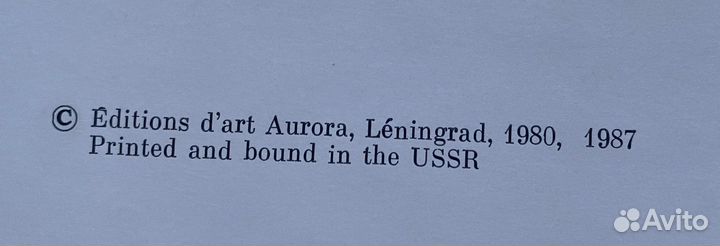 © Éditions d'art Aurora, Léningrad, 1980, 1987
Printed and bound in the USSR
Avito